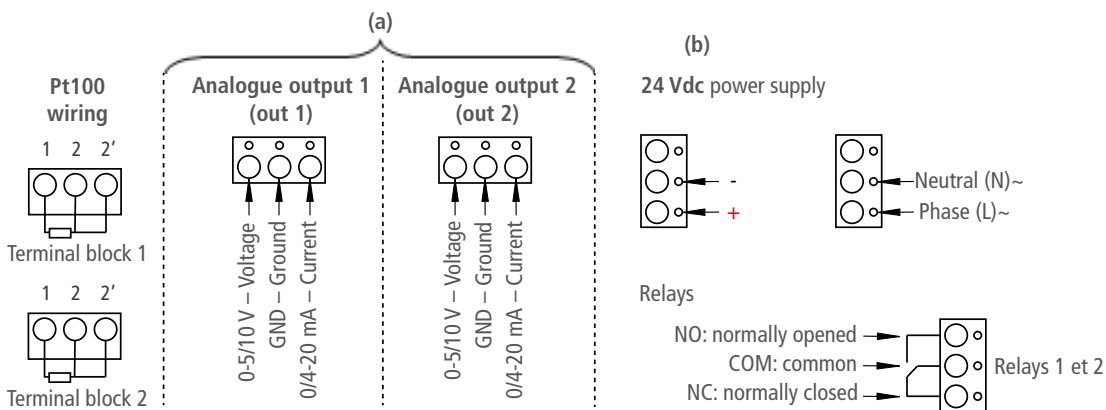 (a)
(b)
Pt100
wiring
1 2 2'
Terminal block 1
1 2 2'
Terminal block 2
Analogue output 1
(out 1)
0-5/10 V – Voltage
GND – Ground
0/4-20 mA – Current
Analogue output 2
(out 2)
0-5/10 V – Voltage
GND – Ground
0/4-20 mA – Current
24 Vdc power supply
-
+
Neutral (N)~
Phase (L)~
Relays
NO: normally opened
COM: common
NC: normally closed
Relays 1 et 2